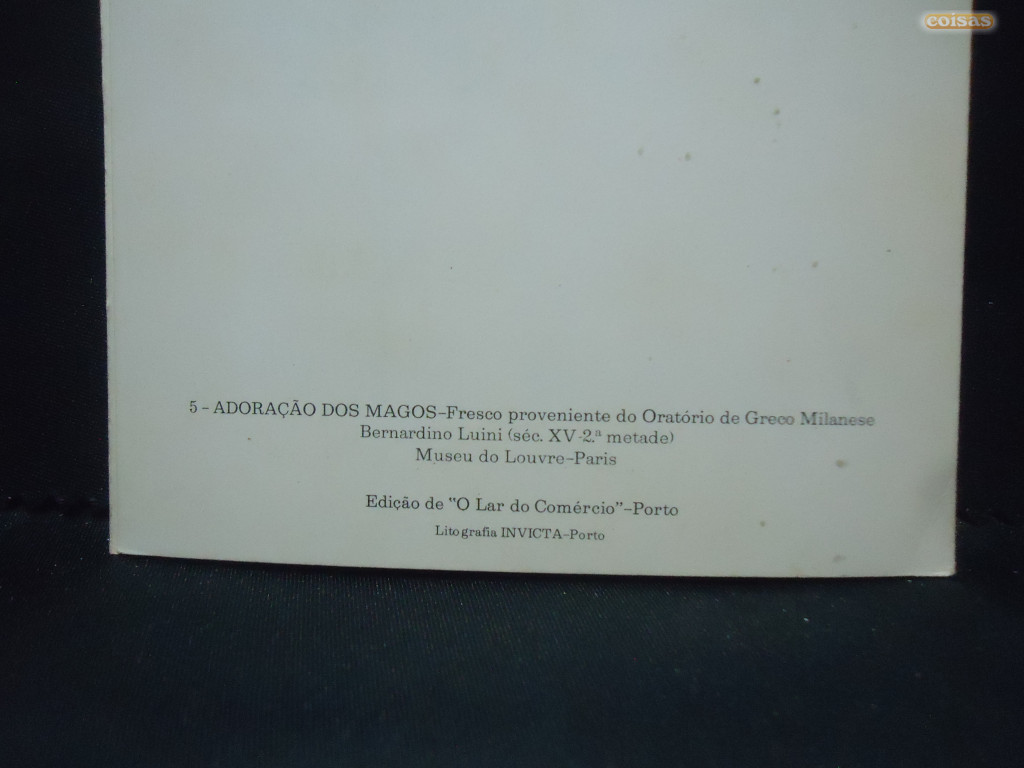 coisas
5 - ADORAÇÃO DOS MAGOS-Fresco proveniente do Oratório de Greco Milanese
Bernardino Luini (séc. XV-2.ª metade)
Museu do Louvre-Paris
Edição de "O Lar do Comércio"-Porto
Litografia INVICTA-Porto